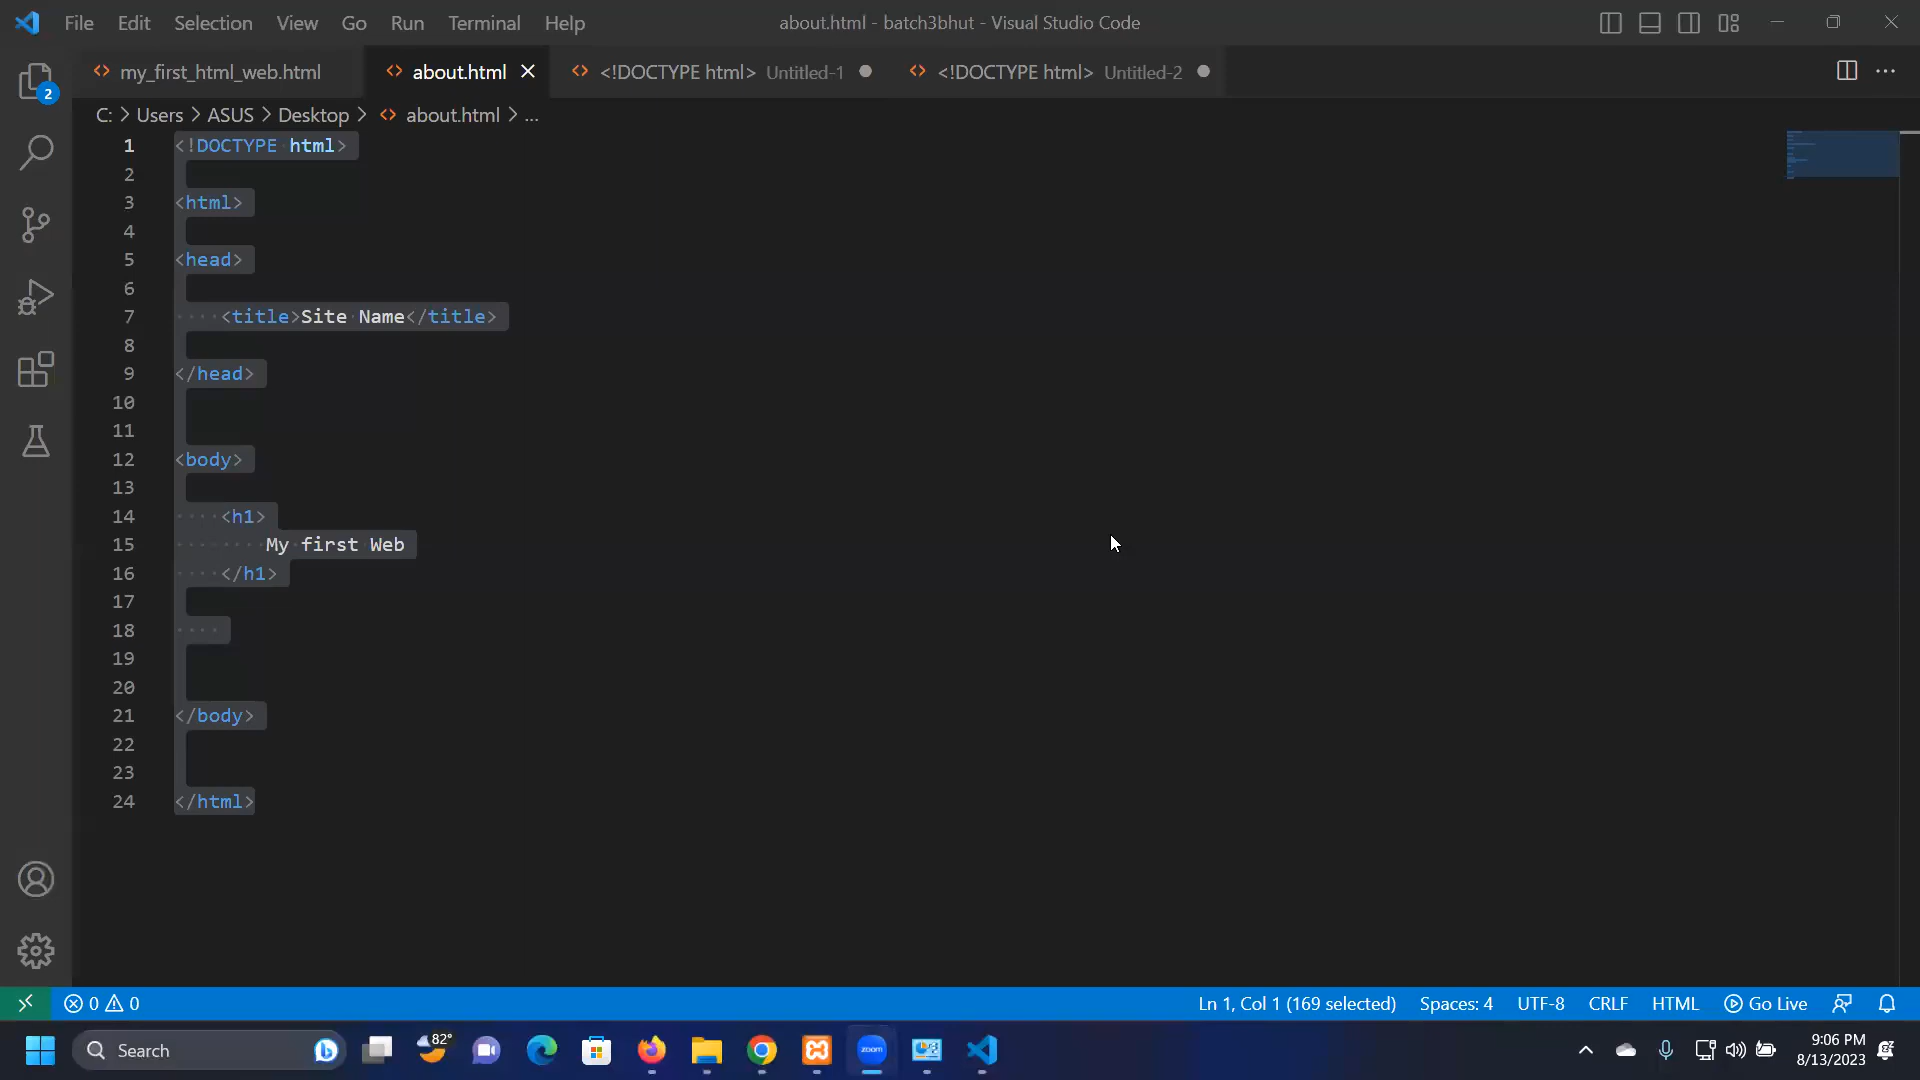 File Edit Selection View Go Run Terminal Help about.html - batch3bhut - Visual Studio Code
2 my_first_html_web.html about.html <!DOCTYPE html> Untitled-1 <!DOCTYPE html> Untitled-2
C: Users ASUS Desktop about.html ...
1 <!DOCTYPE html>
2
3 <html>
4
5 <head>
6
7 <title>Site Name</title>
8
9 </head>
10
11
12 <body>
13
14 <h1>
15 My first Web
16 </h1>
17
18
19
20
21 </body>
22
23
24 </html>
0 0 Ln 1, Col 1 (169 selected) Spaces: 4 UTF-8 CRLF HTML Go Live
Search 82° zoom 9:06 PM
8/13/2023